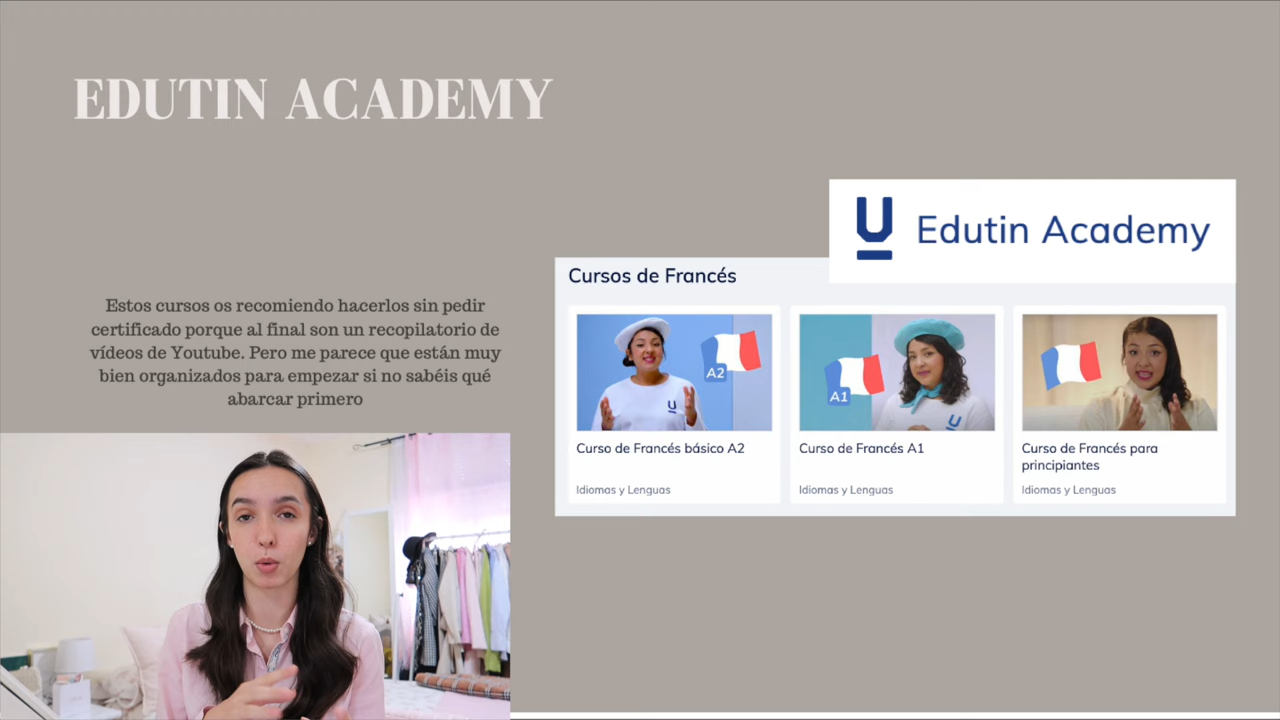 EDUTIN ACADEMY
Edutin Academy
Estos cursos os recomiendo hacerlos sin pedir
certificado porque al final son un recopilatorio de
vídeos de Youtube. Pero me parece que están muy
bien organizados para empezar si no sabéis qué
abarcar primero
Cursos de Francés
A2
Curso de Francés básico A2
Idiomas y Lenguas
A1
Curso de Francés A1
Idiomas y Lenguas
Curso de Francés para
principiantes
Idiomas y Lenguas